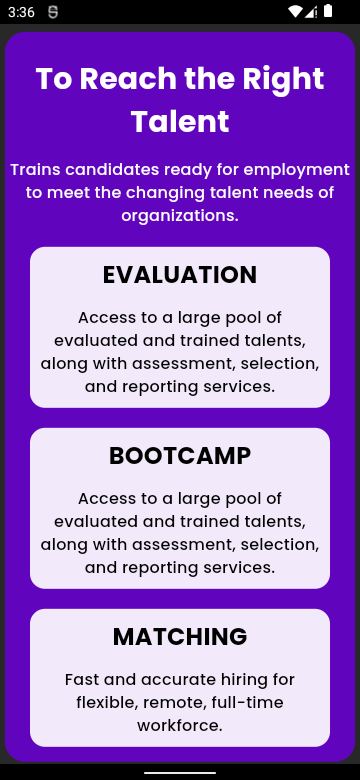 3:36
To Reach the Right
Talent
Trains candidates ready for employment
to meet the changing talent needs of
organizations.
EVALUATION
Access to a large pool of
evaluated and trained talents,
along with assessment, selection,
and reporting services.
BOOTCAMP
Access to a large pool of
evaluated and trained talents,
along with assessment, selection,
and reporting services.
MATCHING
Fast and accurate hiring for
flexible, remote, full-time
workforce.